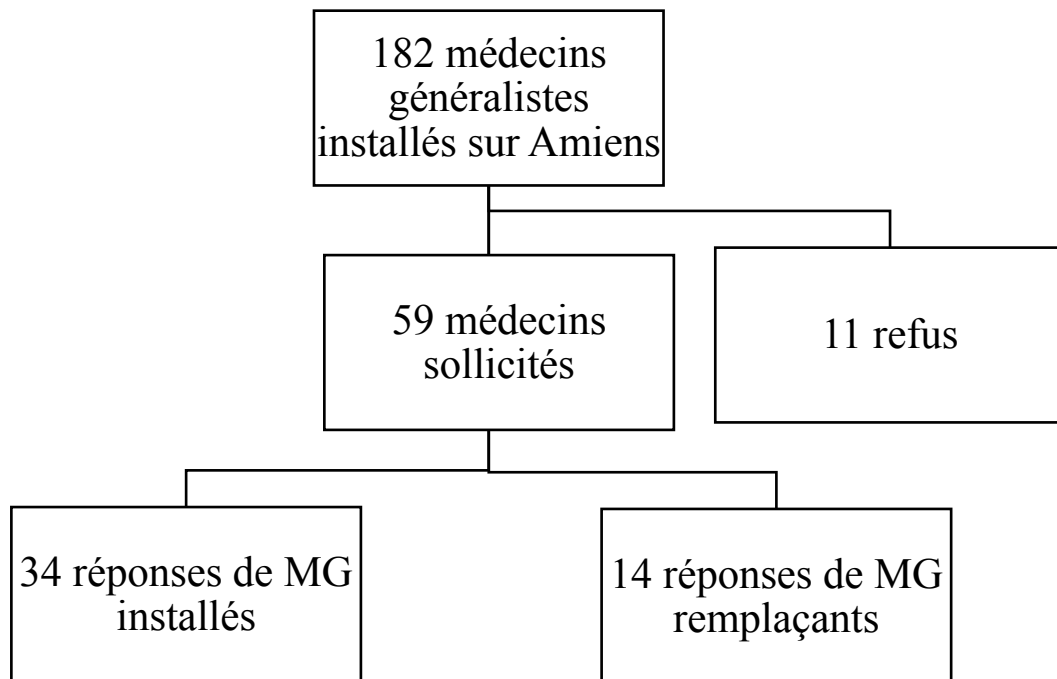 182 médecins
généralistes
installés sur Amiens
59 médecins
sollicités
11 refus
34 réponses de MG
installés
14 réponses de MG
remplaçants